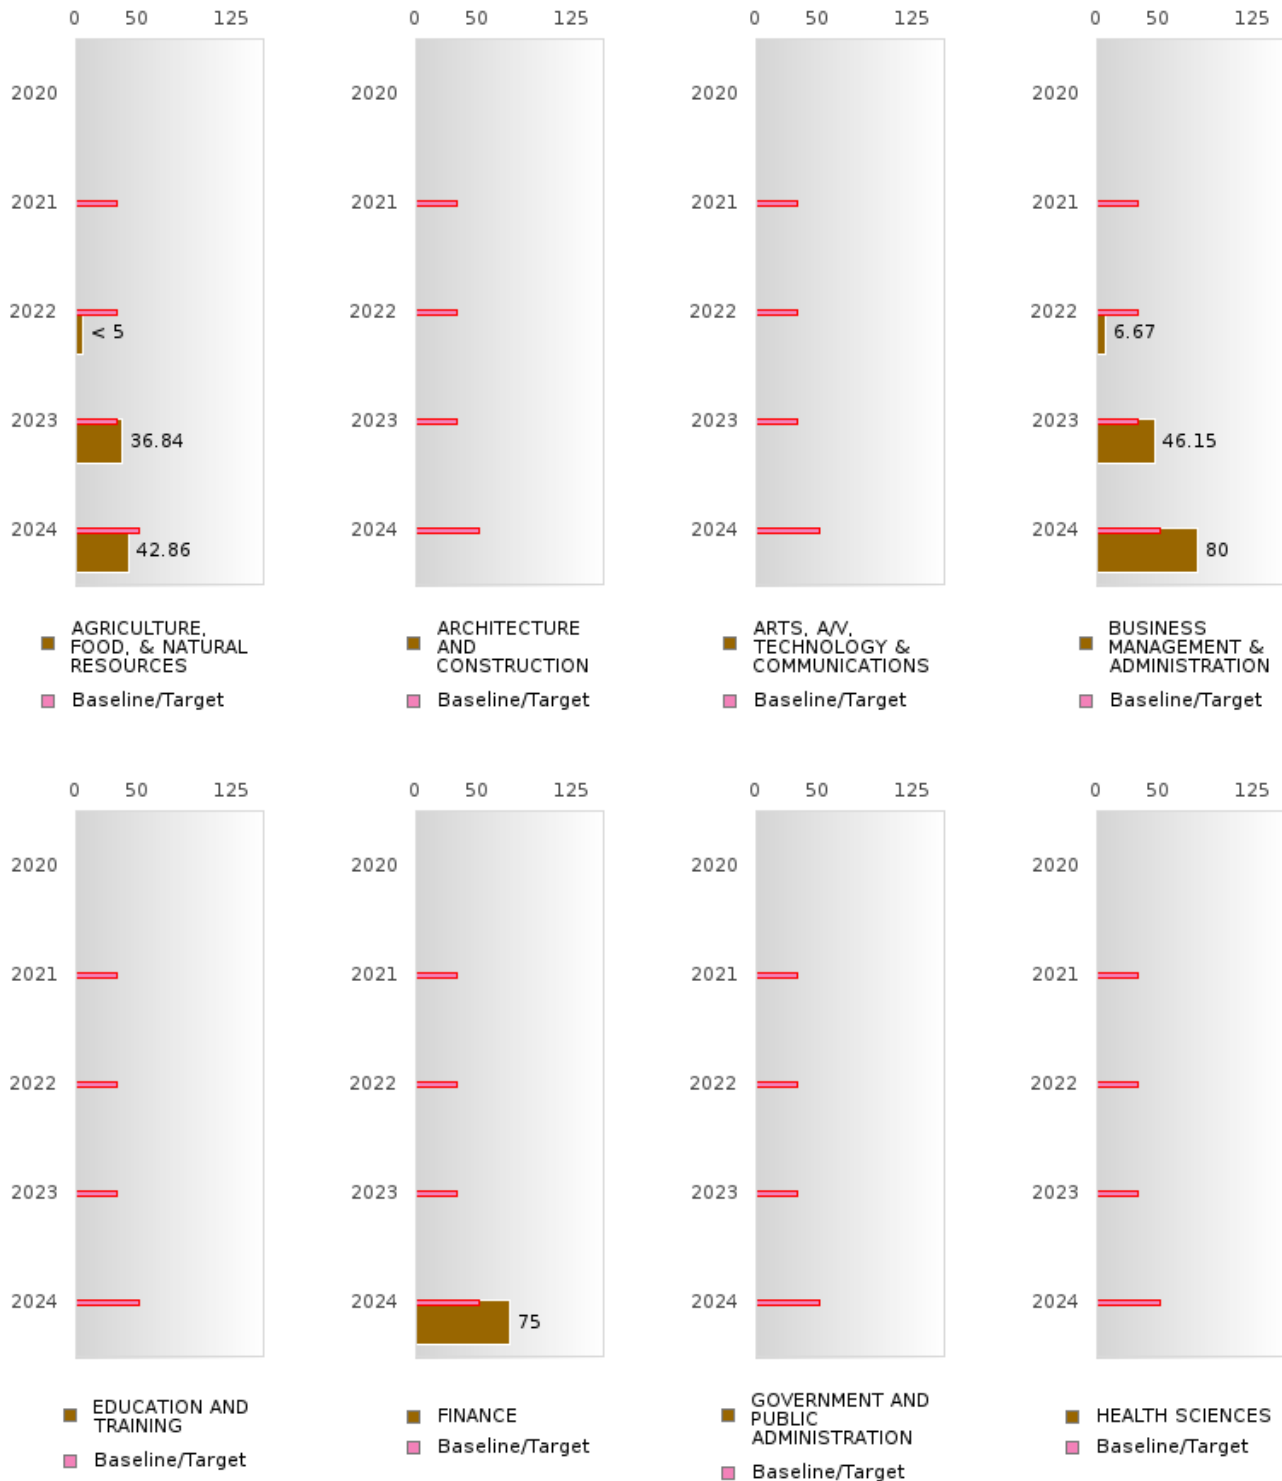 0 50 125
0 50 125
0 50 125
0 50 125
2020
2020
2020
2020
2021
2021
2021
2021
2022
2022
2022
2022
< 5
6.67
2023
2023
2023
2023
36.84
46.15
2024
2024
2024
2024
42.86
80
AGRICULTURE,
FOOD, & NATURAL
RESOURCES
Baseline/Target
ARCHITECTURE
AND
CONSTRUCTION
Baseline/Target
ARTS, A/V,
TECHNOLOGY &
COMMUNICATIONS
Baseline/Target
BUSINESS
MANAGEMENT &
ADMINISTRATION
Baseline/Target
0 50 125
0 50 125
0 50 125
0 50 125
2020
2020
2020
2020
2021
2021
2021
2021
2022
2022
2022
2022
2023
2023
2023
2023
2024
2024
2024
2024
75
EDUCATION AND
TRAINING
Baseline/Target
FINANCE
Baseline/Target
GOVERNMENT AND
PUBLIC
ADMINISTRATION
Baseline/Target
HEALTH SCIENCES
Baseline/Target